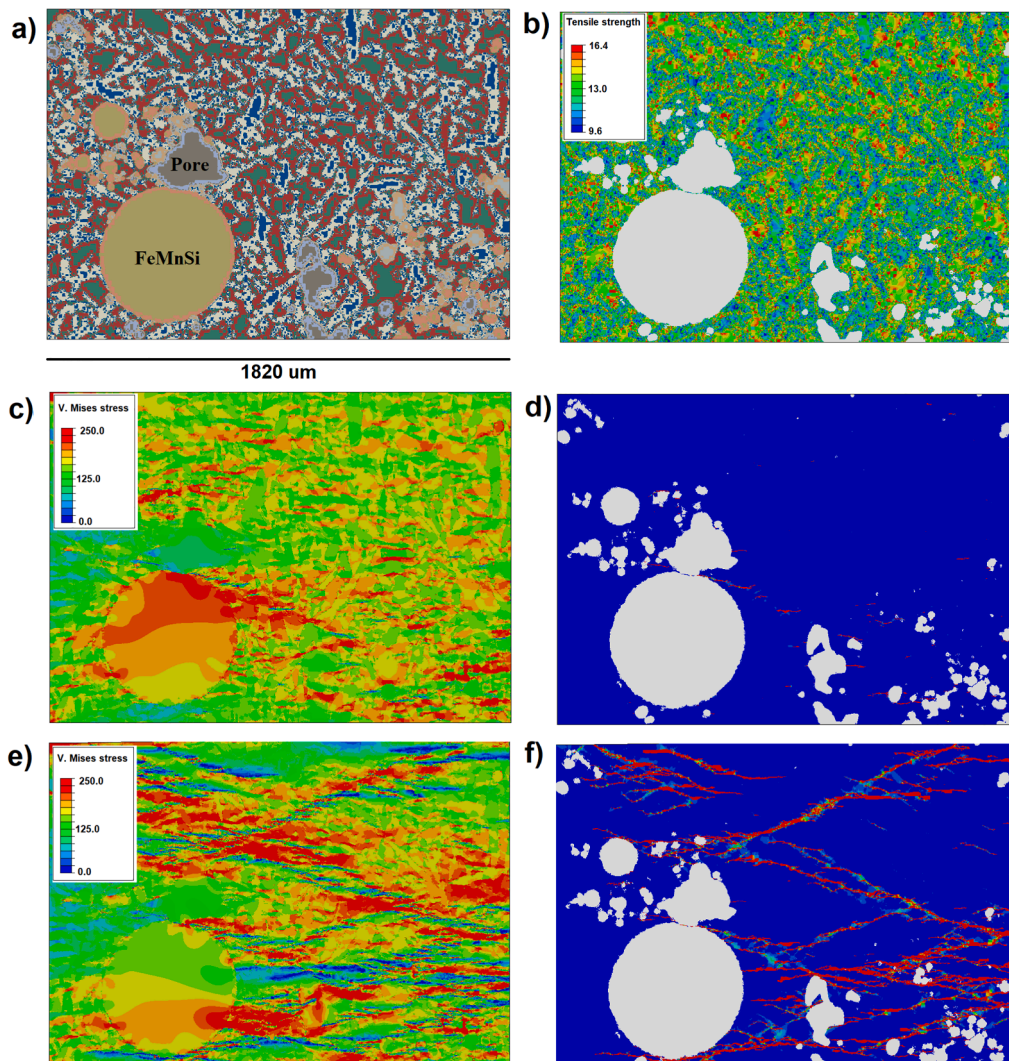 a)
Pore
FeMnSi
1820 um
b)
Tensile strength
16.4
13.0
9.6
c)
V. Mises stress
250.0
125.0
0.0
d)
e)
V. Mises stress
250.0
125.0
0.0
f)